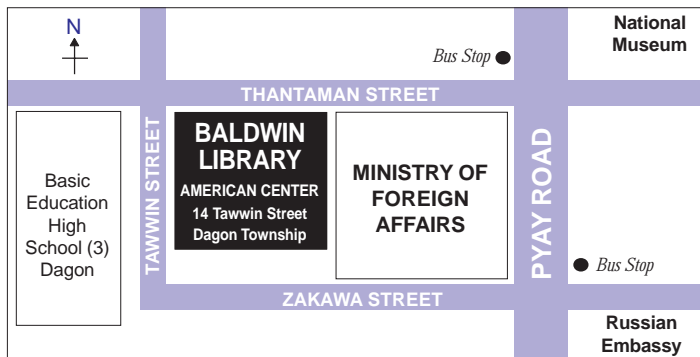 N
National
Museum
Bus Stop
THANTAMAN STREET
Basic
Education
High
School (3)
Dagon
TAWWIN STREET
BALDWIN
LIBRARY
AMERICAN CENTER
14 Tawwin Street
Dagon Township
MINISTRY OF
FOREIGN
AFFAIRS
PYAY ROAD
Bus Stop
ZAKAWA STREET
Russian
Embassy